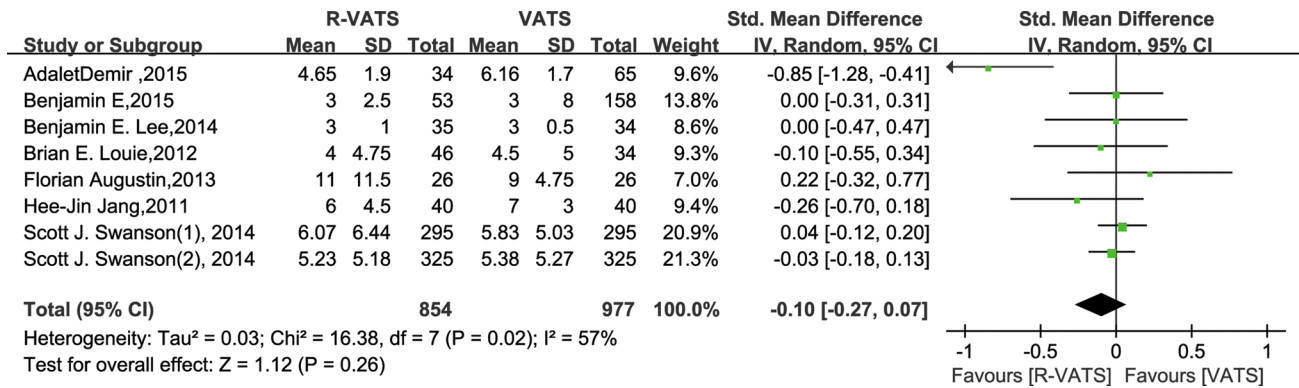 R-VATS VATS Std. Mean Difference Std. Mean Difference
Study or Subgroup Mean SD Total Mean SD Total Weight IV, Random, 95% CI IV, Random, 95% CI
AdaletDemir ,2015 4.65 1.9 34 6.16 1.7 65 9.6% -0.85 [-1.28, -0.41]
Benjamin E,2015 3 2.5 53 3 8 158 13.8% 0.00 [-0.31, 0.31]
Benjamin E. Lee,2014 3 1 35 3 0.5 34 8.6% 0.00 [-0.47, 0.47]
Brian E. Louie,2012 4 4.75 46 4.5 5 34 9.3% -0.10 [-0.55, 0.34]
Florian Augustin,2013 11 11.5 26 9 4.75 26 7.0% 0.22 [-0.32, 0.77]
Hee-Jin Jang,2011 6 4.5 40 7 3 40 9.4% -0.26 [-0.70, 0.18]
Scott J. Swanson(1), 2014 6.07 6.44 295 5.83 5.03 295 20.9% 0.04 [-0.12, 0.20]
Scott J. Swanson(2), 2014 5.23 5.18 325 5.38 5.27 325 21.3% -0.03 [-0.18, 0.13]
Total (95% CI) 854 977 100.0% -0.10 [-0.27, 0.07]
Heterogeneity: Tau² = 0.03; Chi² = 16.38, df = 7 (P = 0.02); I² = 57%
Test for overall effect: Z = 1.12 (P = 0.26)
-1 -0.5 0 0.5 1
Favours [R-VATS] Favours [VATS]